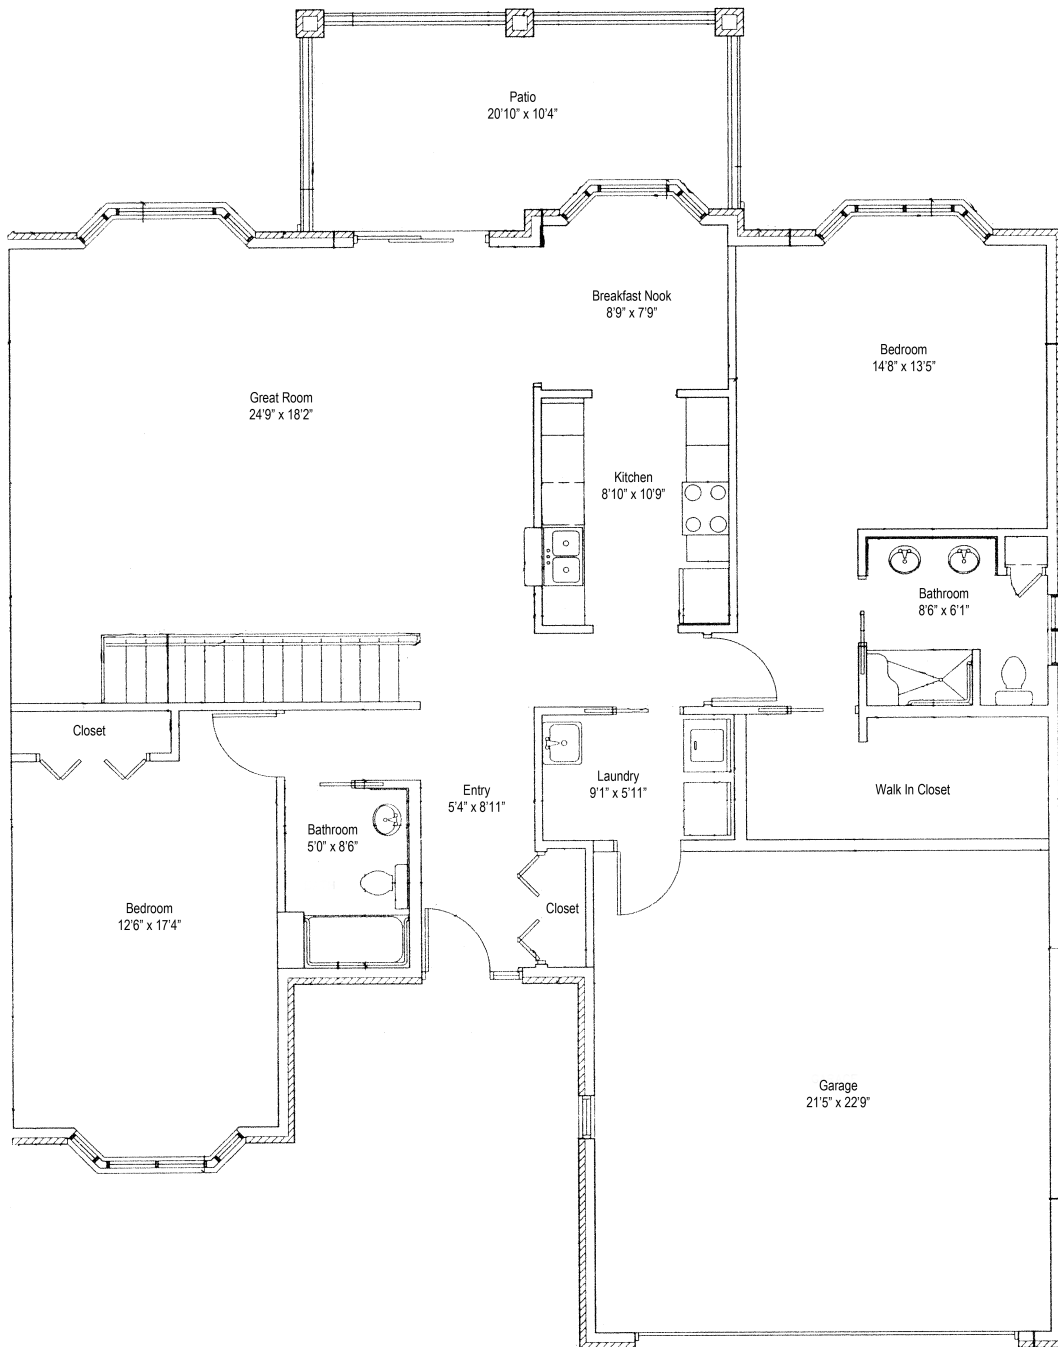 Patio
20’10” x 10’4”
Breakfast Nook
8’9” x 7’9”
Bedroom
14’8” x 13’5”
Great Room
24’9” x 18’2”
Kitchen
8’10” x 10’9”
Bathroom
8’6” x 6’1”
Closet
Laundry
9’1” x 5’11”
Entry
5’4” x 8’11”
Walk In Closet
Bathroom
5’0” x 8’6”
Bedroom
12’6” x 17’4”
Closet
Garage
21’5” x 22’9”